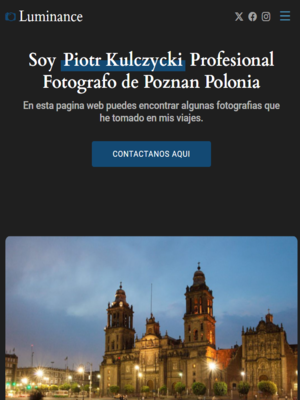 Luminance
Soy Piotr Kulczycki Profesional
Fotografo de Poznan Polonia
En esta pagina web puedes encontrar algunas fotografias que
he tomado en mis viajes.
CONTACTANOS AQUI